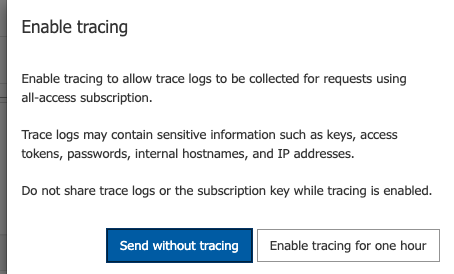 Enable tracing
Enable tracing to allow trace logs to be collected for requests using
all-access subscription.
Trace logs may contain sensitive information such as keys, access
tokens, passwords, internal hostnames, and IP addresses.
Do not share trace logs or the subscription key while tracing is enabled.
Send without tracing
Enable tracing for one hour